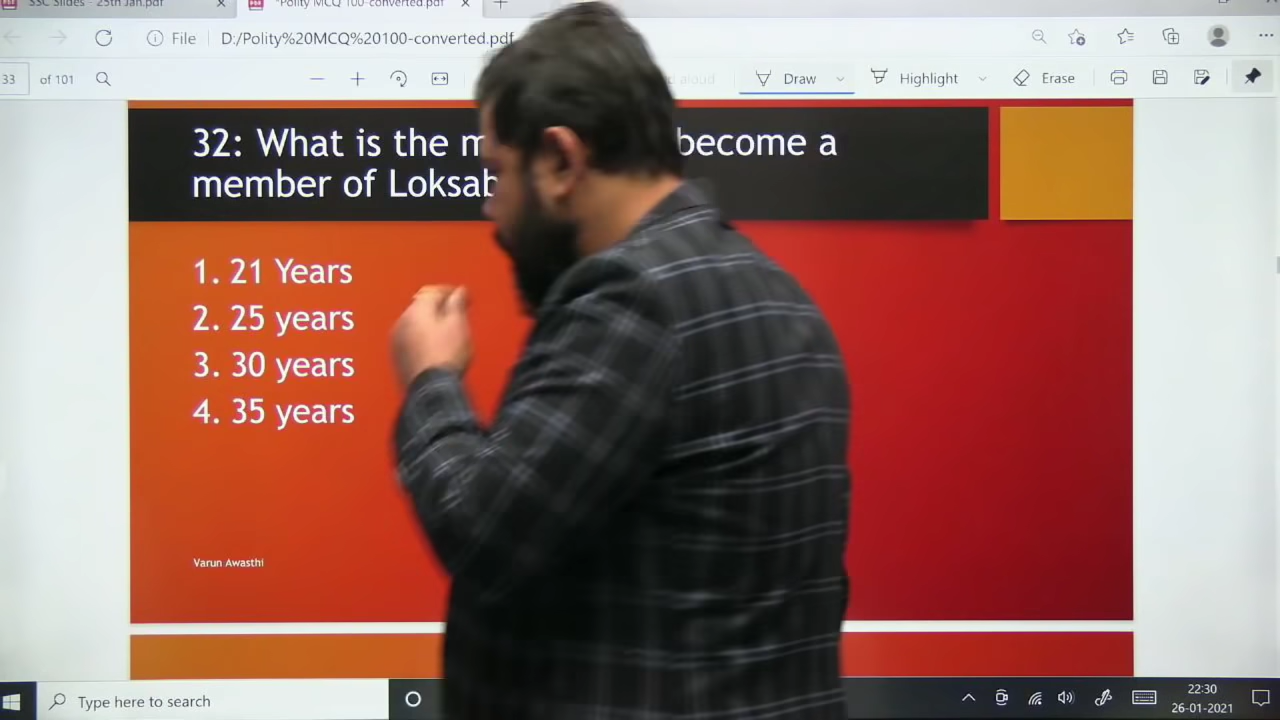 SSC Slides - 25th Jan.pdf
*Polity MCQ 100-converted.pdf
File D:/Polity%20MCQ%20100-converted.pdf
33 of 101 aloud Draw Highlight Erase
32: What is the become a
member of
1. 21 Years
2. 25 years
3. 30 years
4. 35 years
Varun Awasthi
Type here to search
22:30
26-01-2021